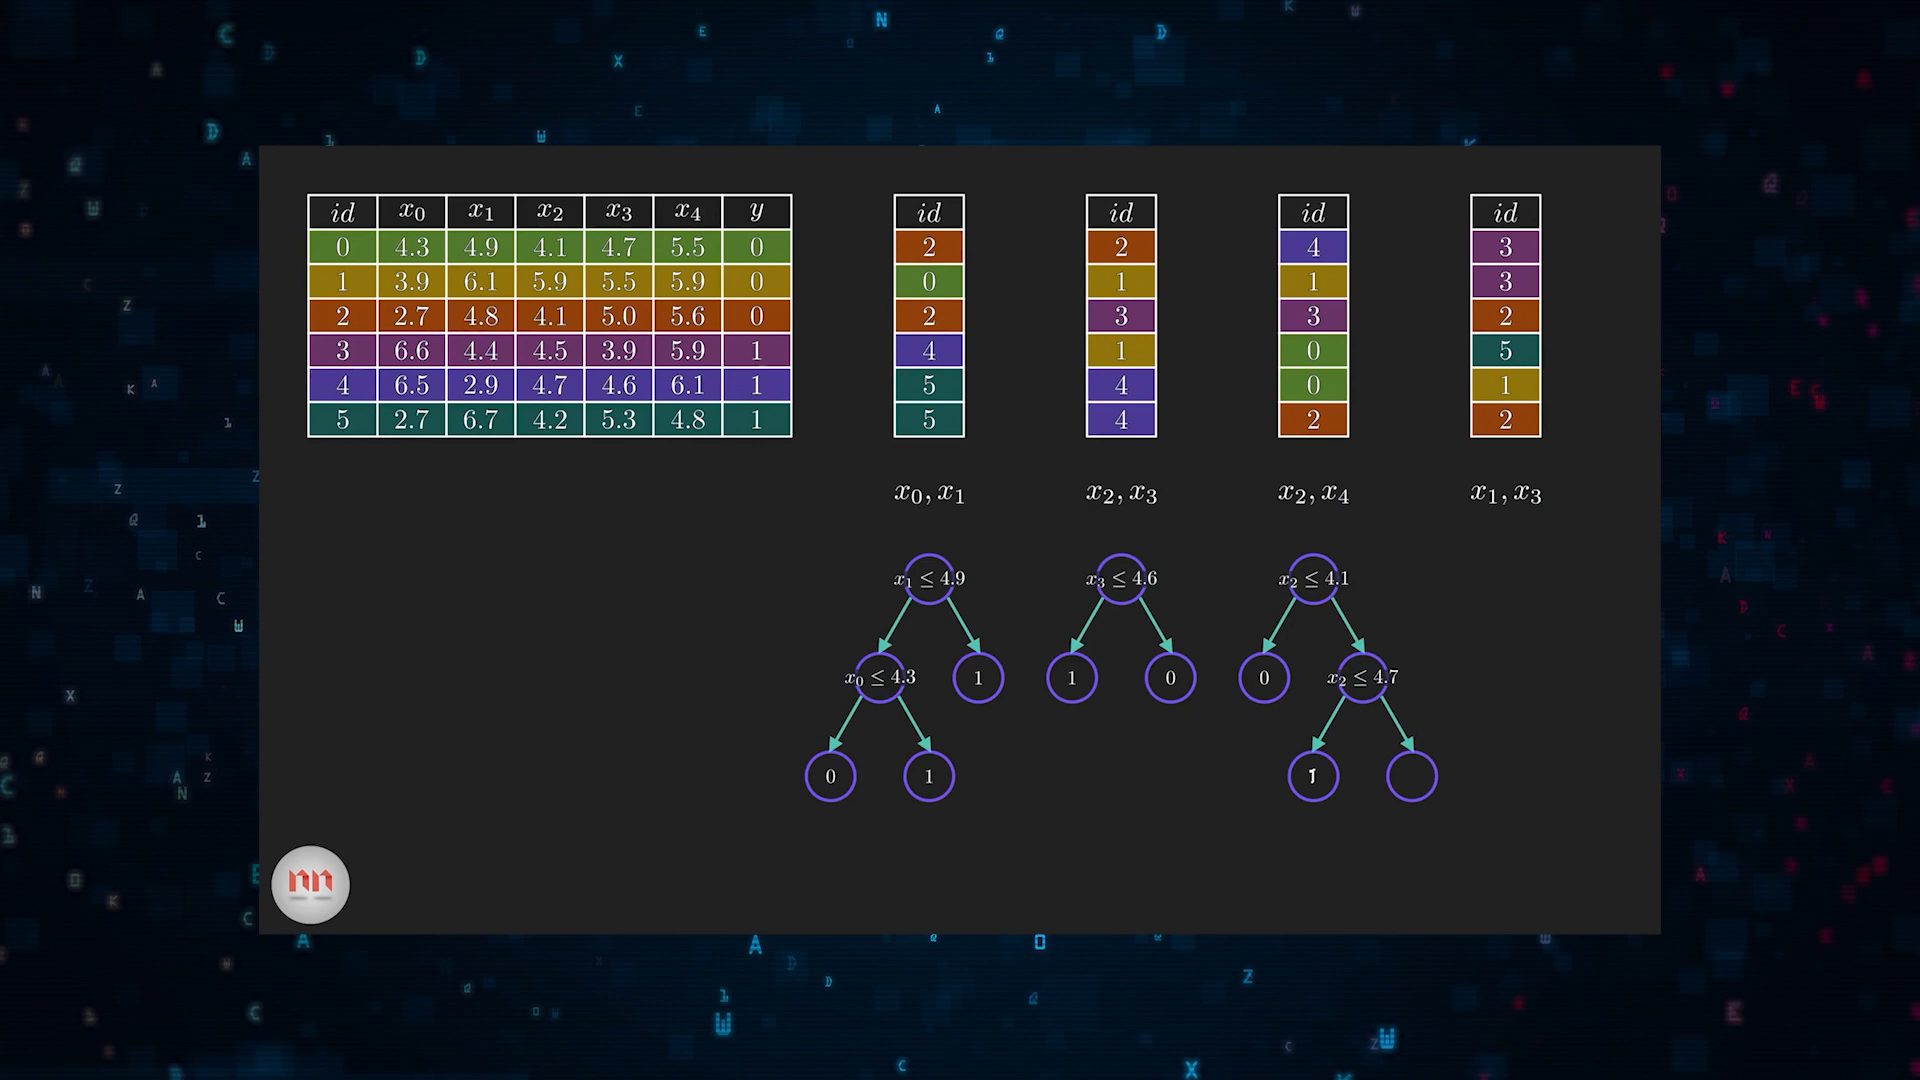 id x₀ x₁ x₂ x₃ x₄ y
0 4.3 4.9 4.1 4.7 5.5 0
1 3.9 6.1 5.9 5.5 5.9 0
2 2.7 4.8 4.1 5.0 5.6 0
3 6.6 4.4 4.5 3.9 5.9 1
4 6.5 2.9 4.7 4.6 6.1 1
5 2.7 6.7 4.2 5.3 4.8 1
id
2
0
2
4
5
5
id
2
1
3
1
4
4
id
4
1
3
0
0
2
id
3
3
2
5
1
2
x₀, x₁
x₂, x₃
x₂, x₄
x₁, x₃
x₁ ≤ 4.9
x₀ ≤ 4.3
1
0
1
x₃ ≤ 4.6
1
0
x₂ ≤ 4.1
0
x₂ ≤ 4.7
1
nn